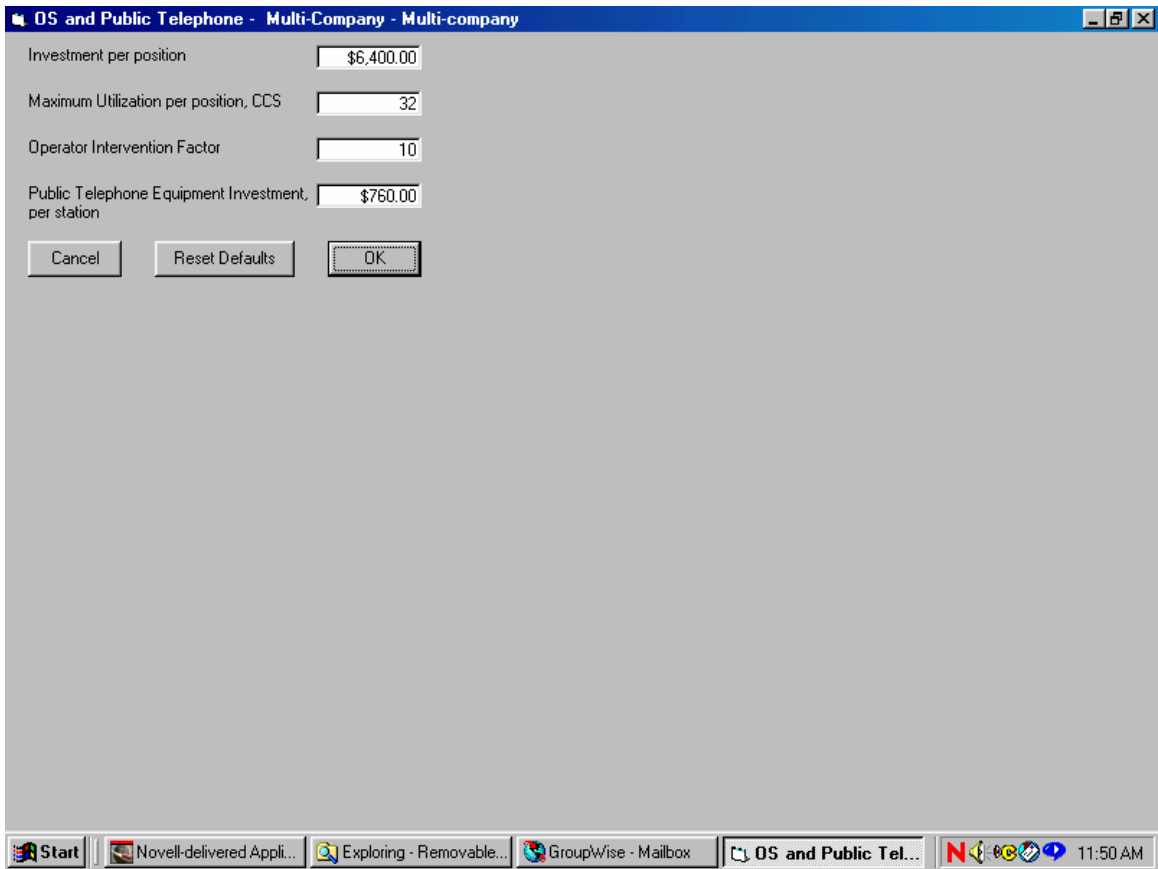 OS and Public Telephone - Multi-Company - Multi-company
Investment per position $6,400.00
Maximum Utilization per position, CCS 32
Operator Intervention Factor 10
Public Telephone Equipment Investment, $760.00
per station
Cancel Reset Defaults OK
Start Novell-delivered Appli... Exploring - Removable... GroupWise - Mailbox OS and Public Tel... N 11:50 AM